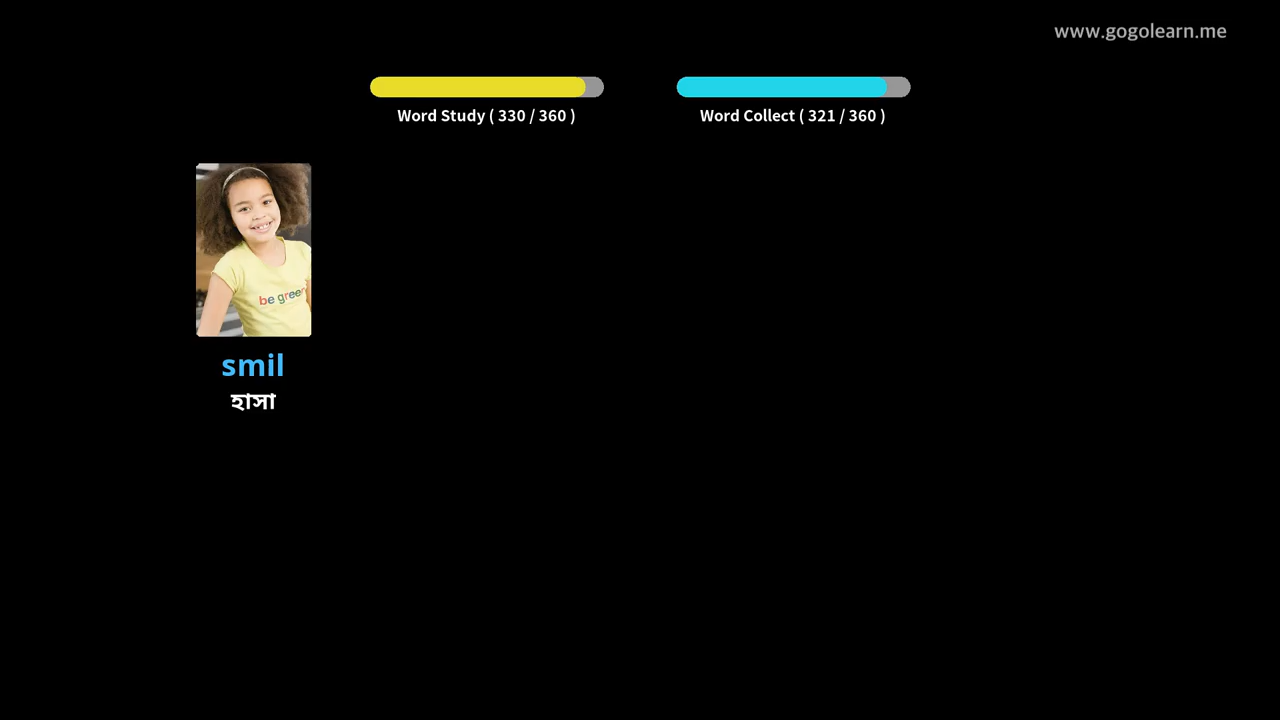 www.gogolearn.me
Word Study ( 330 / 360 )
Word Collect ( 321 / 360 )
be green
smil
হাসা